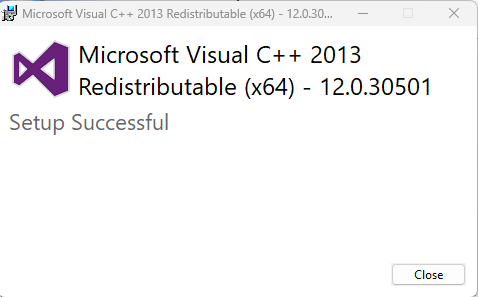 Microsoft Visual C++ 2013 Redistributable (x64) - 12.0.30...
Microsoft Visual C++ 2013
Redistributable (x64) - 12.0.30501
Setup Successful
Close